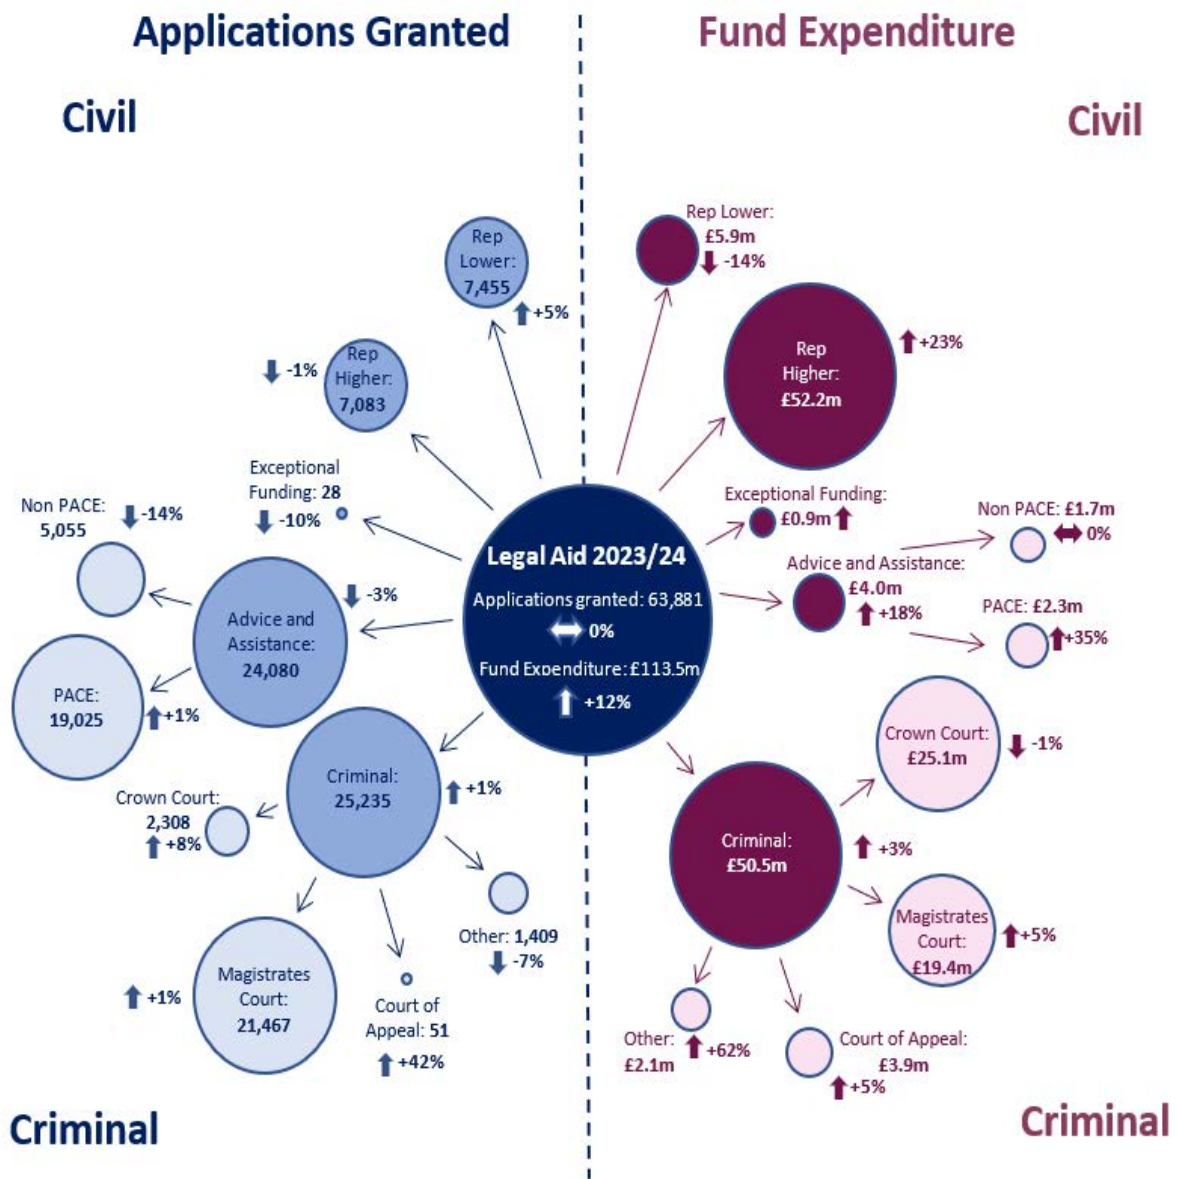 Applications Granted
Fund Expenditure
Civil
Civil
Rep
Lower:
7,455
+5%
Rep
Higher:
7,083
-1%
Exceptional
Funding: 28
-10%
Non PACE:
5,055
-14%
Advice and
Assistance:
24,080
-3%
PACE:
19,025
+1%
Criminal:
25,235
+1%
Crown Court:
2,308
+8%
Magistrates
Court:
21,467
+1%
Court of
Appeal: 51
+42%
Other: 1,409
-7%
Criminal
Legal Aid 2023/24
Applications granted: 63,881
0%
Fund Expenditure: £113.5m
+12%
Rep Lower:
£5.9m
-14%
Rep
Higher:
£52.2m
+23%
Exceptional Funding:
£0.9m
Advice and Assistance:
£4.0m
+18%
Non PACE: £1.7m
0%
PACE: £2.3m
+35%
Crown Court:
£25.1m
-1%
Criminal:
£50.5m
+3%
Magistrates
Court:
£19.4m
+5%
Other:
£2.1m
+62%
Court of Appeal:
£3.9m
+5%
Criminal